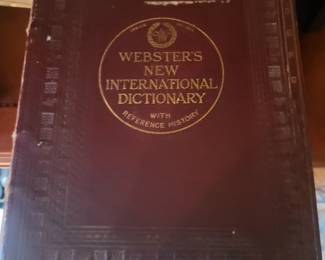 WEBSTER'S
NEW
INTERNATIONAL
DICTIONARY
WITH
REFERENCE HISTORY